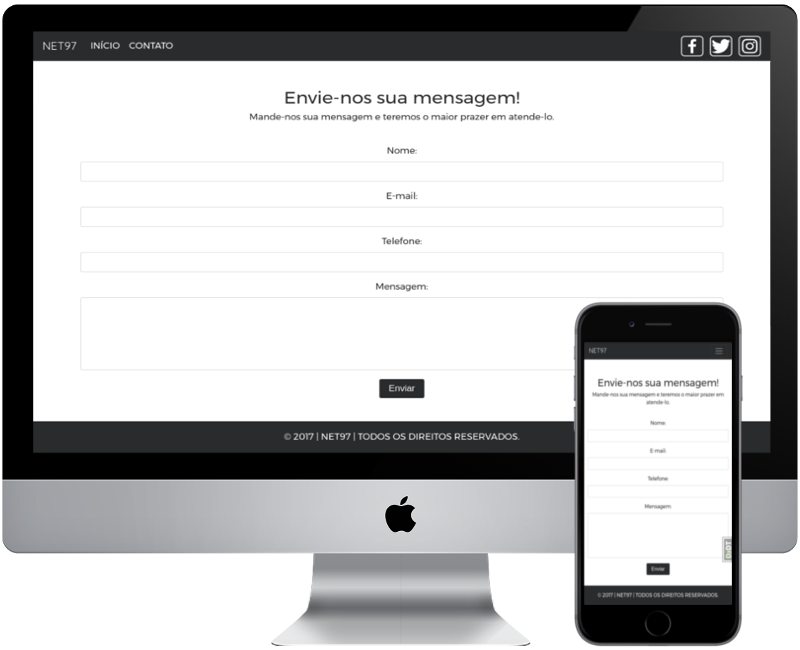 NET97 INÍCIO CONTATO
Envie-nos sua mensagem!
Mande-nos sua mensagem e teremos o maior prazer em atende-lo.
Nome:
E-mail:
Telefone:
Mensagem:
Enviar
© 2017 | NET97 | TODOS OS DIREITOS RESERVADOS.
NET97
Envie-nos sua mensagem!
Mande-nos sua mensagem e teremos o maior prazer em
atende-lo.
Nome:
E-mail:
Telefone:
Mensagem:
Enviar
© 2017 | NET97 | TODOS OS DIREITOS RESERVADOS.